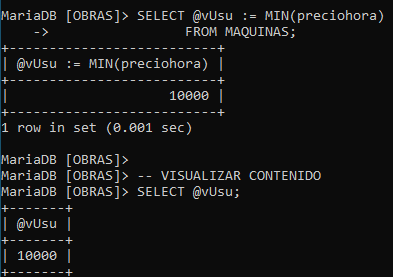 MariaDB [OBRAS]> SELECT @vUsu := MIN(preciohora)
    ->                 FROM MAQUINAS;
+--------------------------+
| @vUsu := MIN(preciohora) |
+--------------------------+
|                    10000 |
+--------------------------+
1 row in set (0.001 sec)

MariaDB [OBRAS]>
MariaDB [OBRAS]> -- VISUALIZAR CONTENIDO
MariaDB [OBRAS]> SELECT @vUsu;
+-------+
| @vUsu |
+-------+
| 10000 |
+-------+